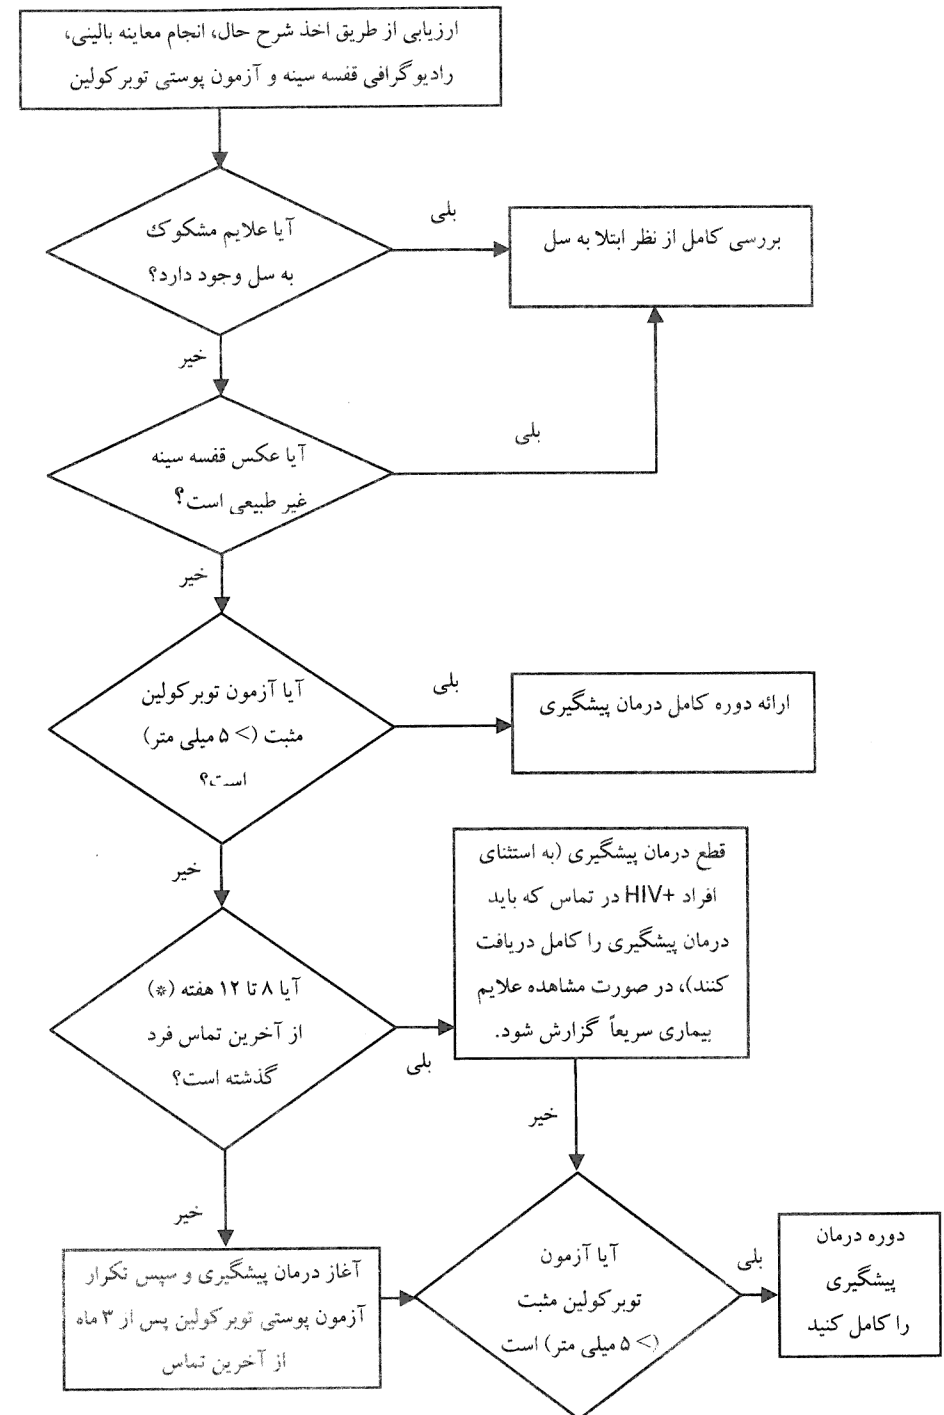 ارزیابی از طریق اخذ شرح حال، انجام معاینه بالینی،
رادیوگرافی قفسه سینه و آزمون پوستی توبرکولین
آیا علایم مشکوک
به سل وجود دارد؟
بلی
بررسی کامل از نظر ابتلا به سل
خیر
آیا عکس قفسه سینه
غیر طبیعی است؟
بلی
خیر
آیا آزمون توبرکولین
مثبت (> ۵ میلی متر)
است؟
بلی
ارائه دوره کامل درمان پیشگیری
خیر
آیا ۸ تا ۱۲ هفته (*)
از آخرین تماس فرد
گذشته است؟
بلی
قطع درمان پیشگیری (به استثنای
افراد HIV+ در تماس که باید
درمان پیشگیری را کامل دریافت
کنند)، در صورت مشاهده علایم
بیماری سریعاً گزارش شود.
خیر
خیر
آغاز درمان پیشگیری و سپس تکرار
آزمون پوستی توبرکولین پس از ۳ ماه
از آخرین تماس
آیا آزمون
توبرکولین مثبت
(> ۵ میلی متر) است
بلی
دوره درمان
پیشگیری
را کامل کنید